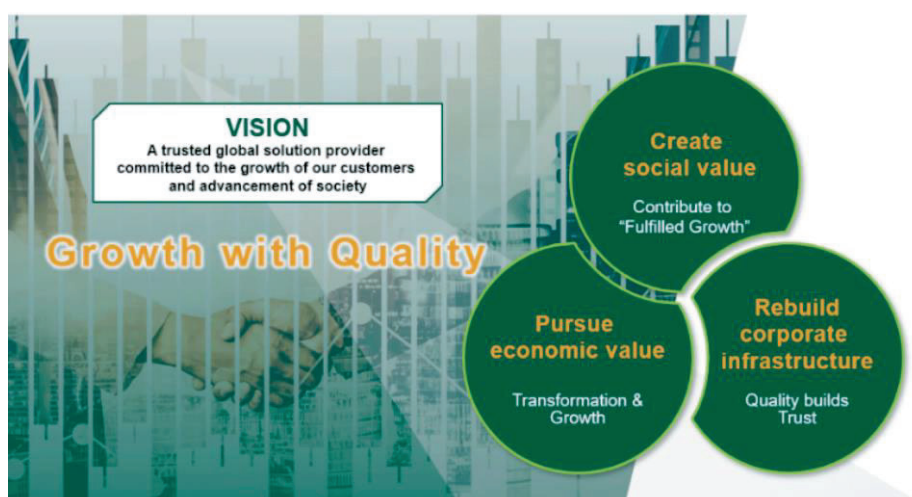 VISION
A trusted global solution provider
committed to the growth of our customers
and advancement of society
Growth with Quality
Create
social value
Contribute to
“Fulfilled Growth”
Pursue
economic value
Transformation &
Growth
Rebuild
corporate
infrastructure
Quality builds
Trust